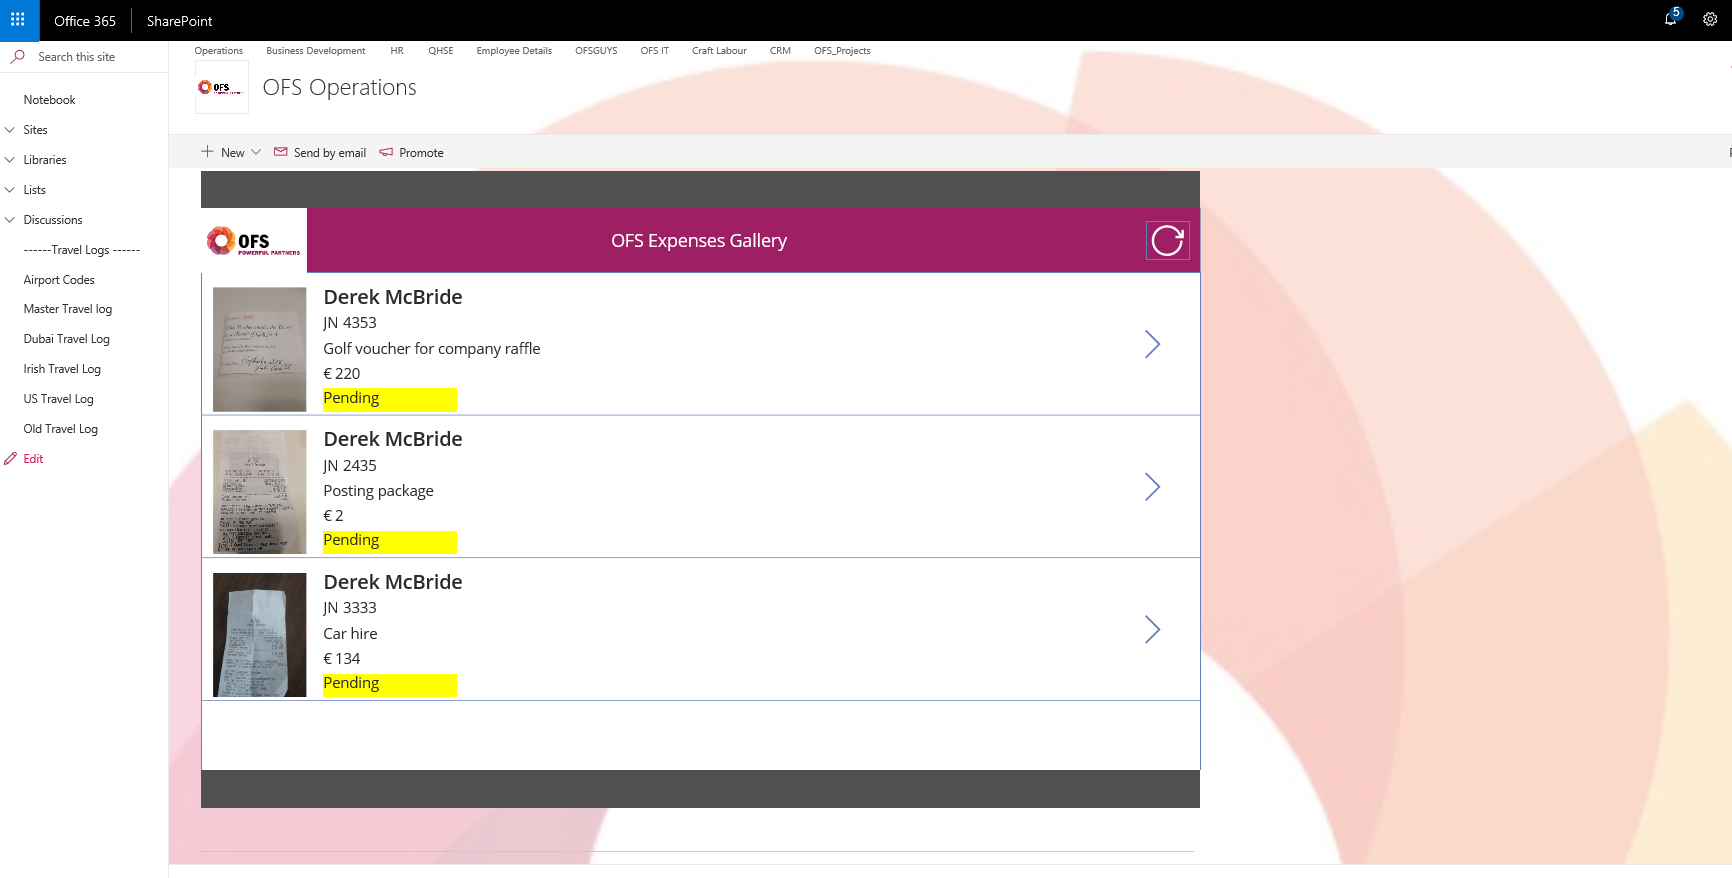 Office 365
SharePoint
5
Search this site
Operations
Business Development
HR
QHSE
Employee Details
OFSGUYS
OFS IT
Craft Labour
CRM
OFS_Projects
OFS
OFS Operations
Notebook
Sites
Libraries
Lists
Discussions
------Travel Logs ------
Airport Codes
Master Travel log
Dubai Travel Log
Irish Travel Log
US Travel Log
Old Travel Log
Edit
New
Send by email
Promote
OFS
POWERFUL PARTNERS
OFS Expenses Gallery
Derek McBride
JN 4353
Golf voucher for company raffle
€ 220
Pending
Derek McBride
JN 2435
Posting package
€ 2
Pending
Derek McBride
JN 3333
Car hire
€ 134
Pending